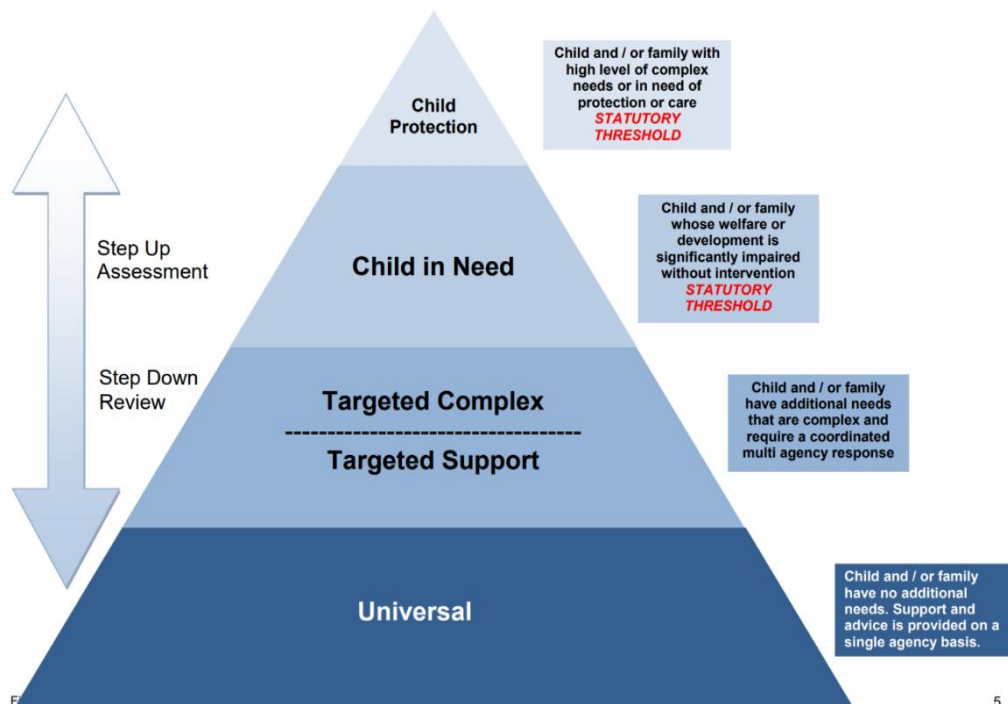 Child
Protection
Child and / or family with
high level of complex
needs or in need of
protection or care
STATUTORY
THRESHOLD
Step Up
Assessment
Child in Need
Child and / or family
whose welfare or
development is
significantly impaired
without intervention
STATUTORY
THRESHOLD
Step Down
Review
Targeted Complex
----------------------------------
Targeted Support
Child and / or family
have additional needs
that are complex and
require a coordinated
multi agency response
Universal
Child and / or family
have no additional
needs. Support and
advice is provided on a
single agency basis.
5